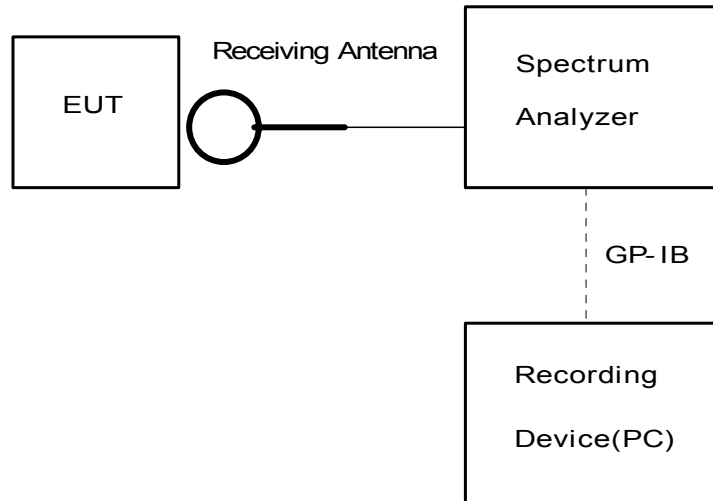 Receiving Antenna
EUT
Spectrum
Analyzer
GP-IB
Recording
Device(PC)